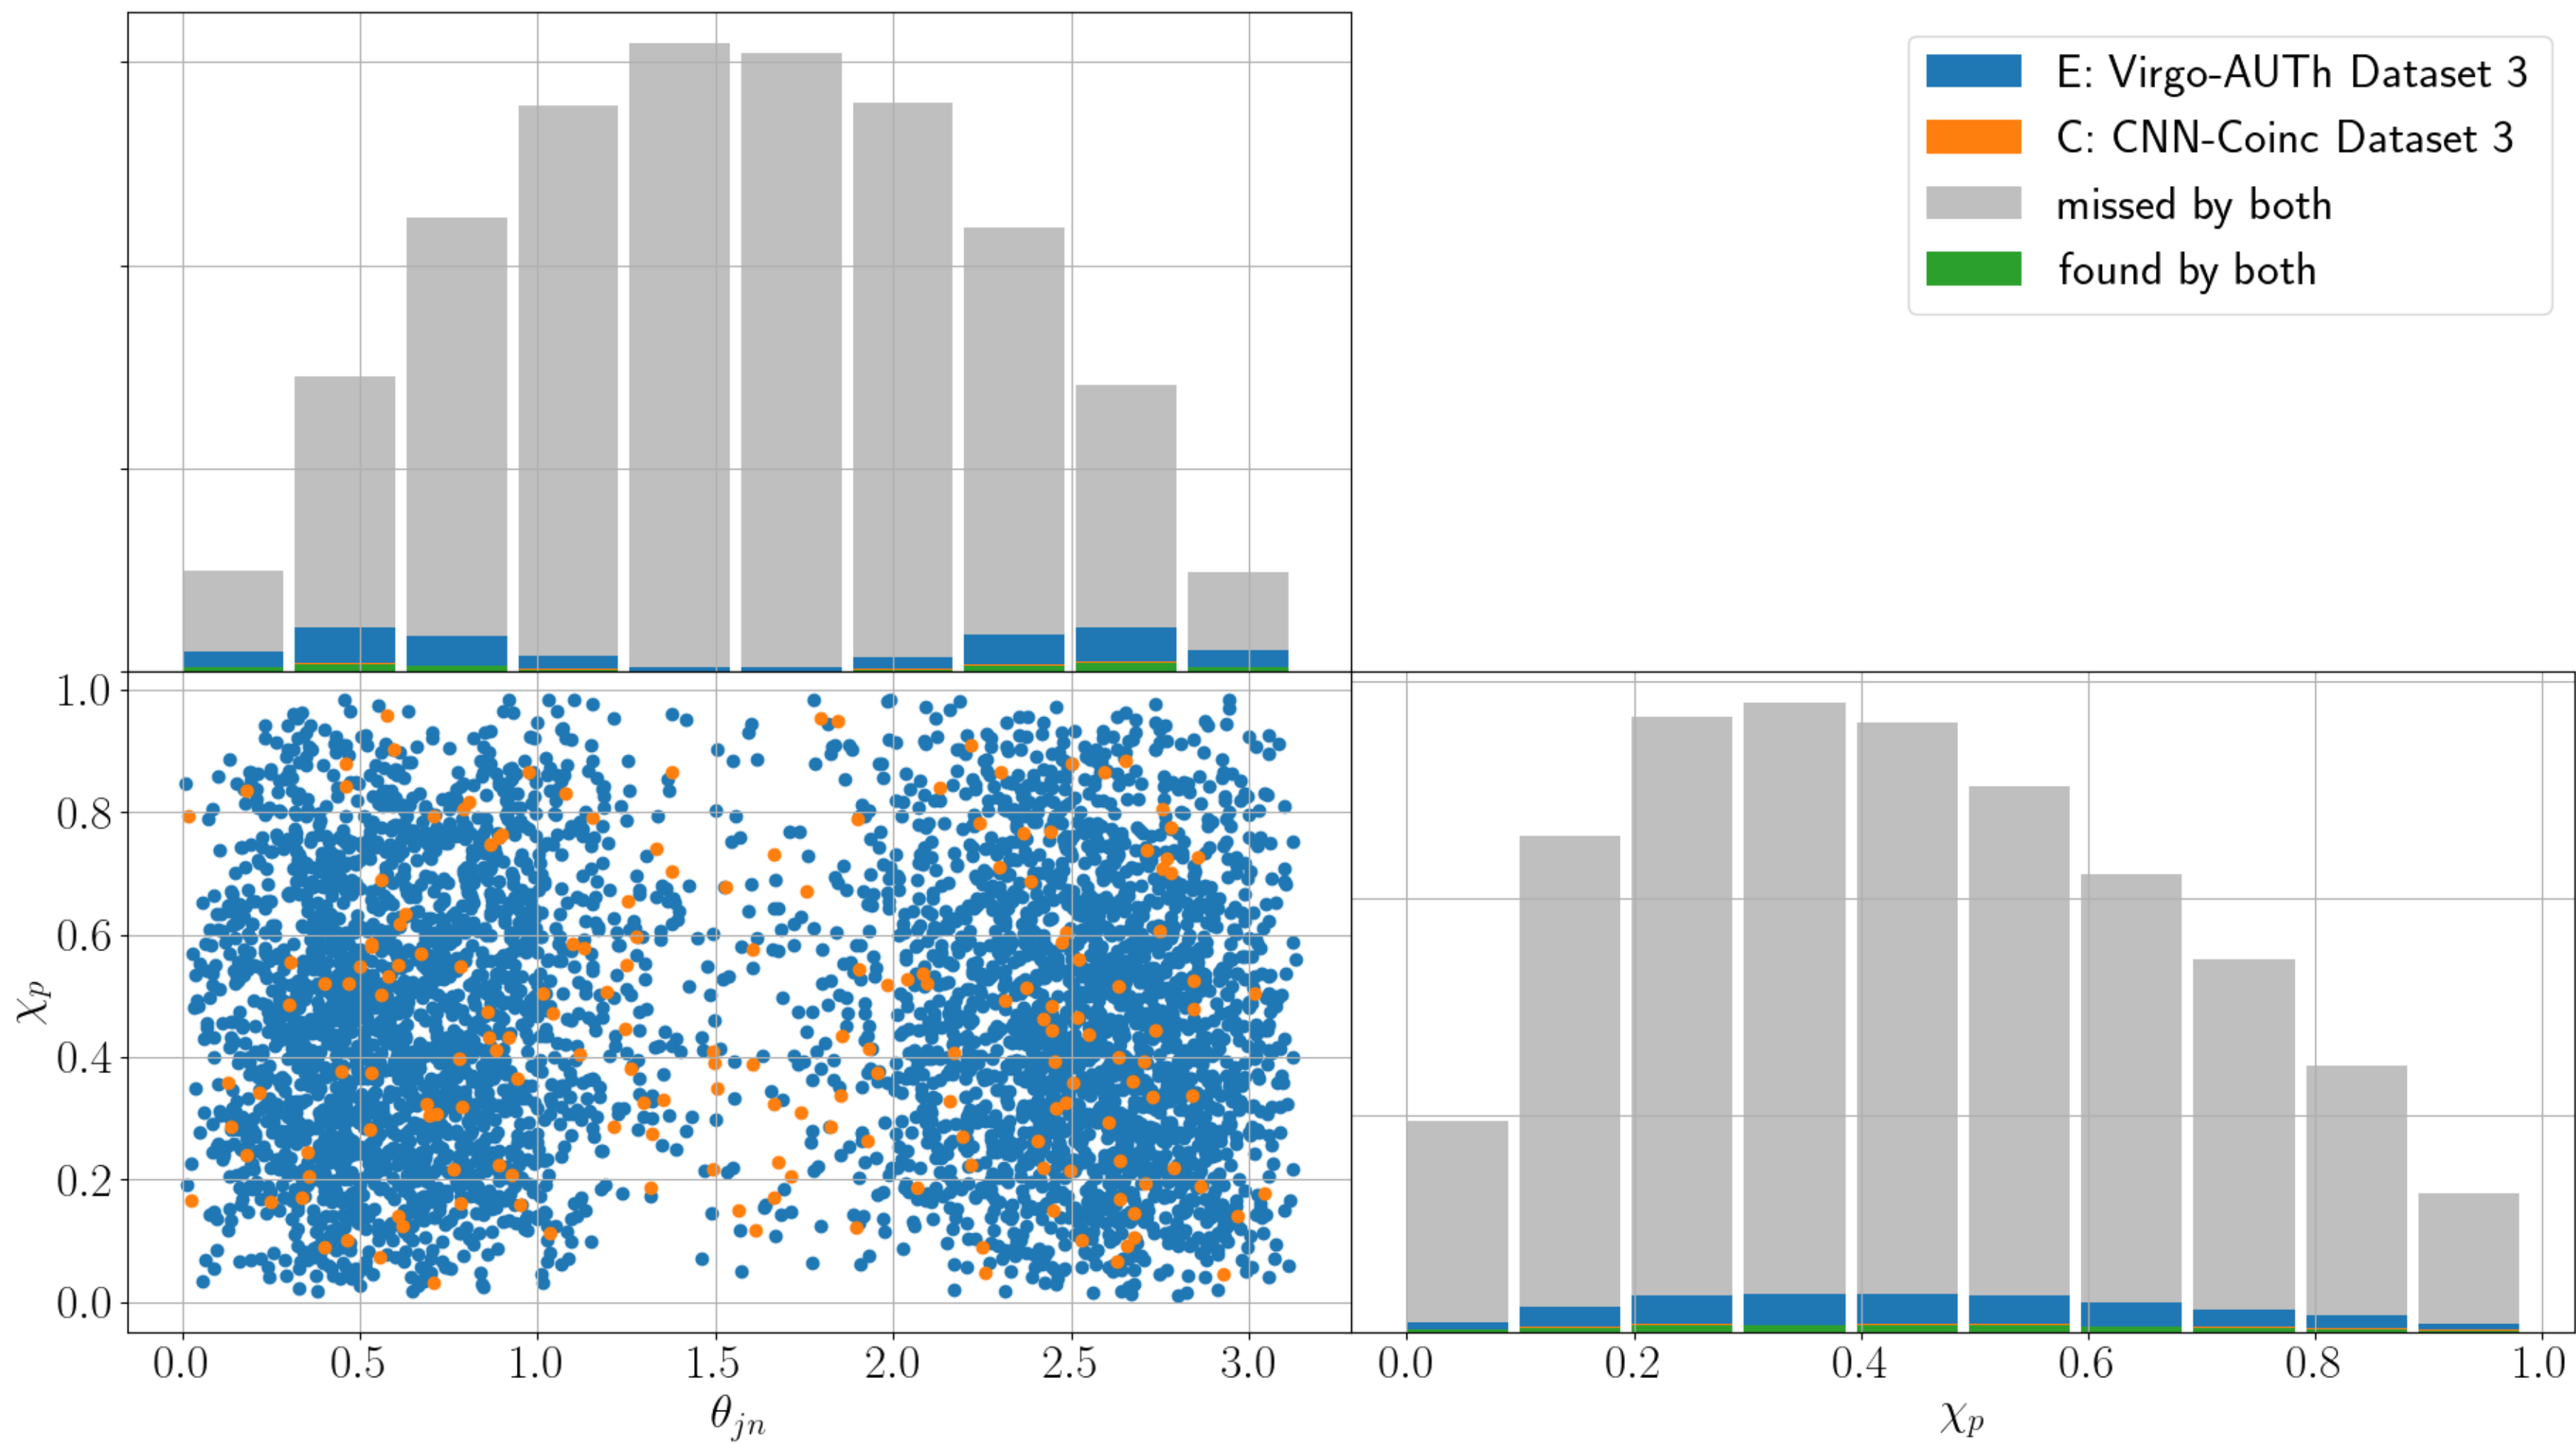 E: Virgo-AUTh Dataset 3
C: CNN-Coinc Dataset 3
missed by both
found by both
1.0
0.8
0.6
0.4
0.2
0.0
χp
0.0 0.5 1.0 1.5 2.0 2.5 3.0
θjn
0.0 0.2 0.4 0.6 0.8 1.0
χp